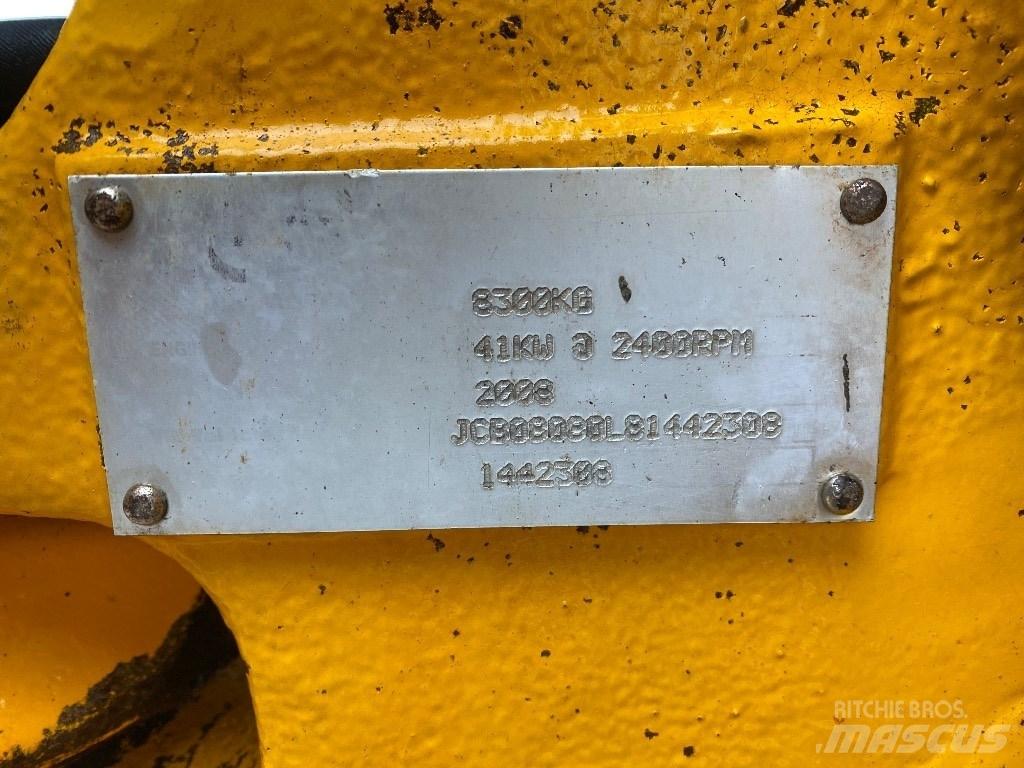 8300KG
41KW @ 2400RPM
2008
JCB08080L81442308
1442308
RITCHIE BROS.
MASCUS